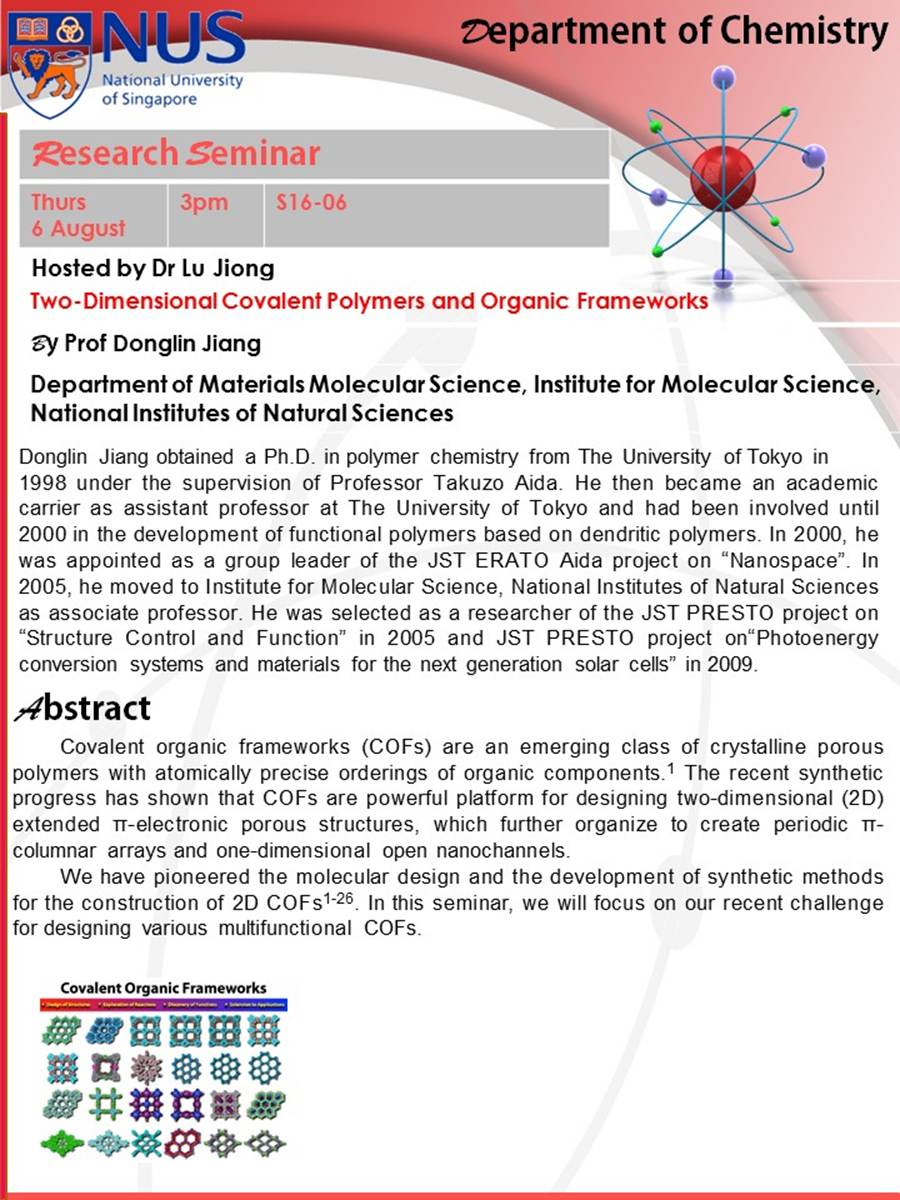 NUS
National University
of Singapore
Department of Chemistry
Research Seminar
Thurs
6 August
3pm
S16-06
Hosted by Dr Lu Jiong
Two-Dimensional Covalent Polymers and Organic Frameworks
By Prof Donglin Jiang
Department of Materials Molecular Science, Institute for Molecular Science,
National Institutes of Natural Sciences
Donglin Jiang obtained a Ph.D. in polymer chemistry from The University of Tokyo in
1998 under the supervision of Professor Takuzo Aida. He then became an academic
carrier as assistant professor at The University of Tokyo and had been involved until
2000 in the development of functional polymers based on dendritic polymers. In 2000, he
was appointed as a group leader of the JST ERATO Aida project on “Nanospace”. In
2005, he moved to Institute for Molecular Science, National Institutes of Natural Sciences
as associate professor. He was selected as a researcher of the JST PRESTO project on
“Structure Control and Function” in 2005 and JST PRESTO project on“Photoenergy
conversion systems and materials for the next generation solar cells” in 2009.
Abstract
Covalent organic frameworks (COFs) are an emerging class of crystalline porous
polymers with atomically precise orderings of organic components.¹ The recent synthetic
progress has shown that COFs are powerful platform for designing two-dimensional (2D)
extended π-electronic porous structures, which further organize to create periodic π-
columnar arrays and one-dimensional open nanochannels.
We have pioneered the molecular design and the development of synthetic methods
for the construction of 2D COFs¹⁻²⁶. In this seminar, we will focus on our recent challenge
for designing various multifunctional COFs.
Covalent Organic Frameworks
• Design of Structures • Exploration of Reactions • Discovery of Functions • Extension to Applications